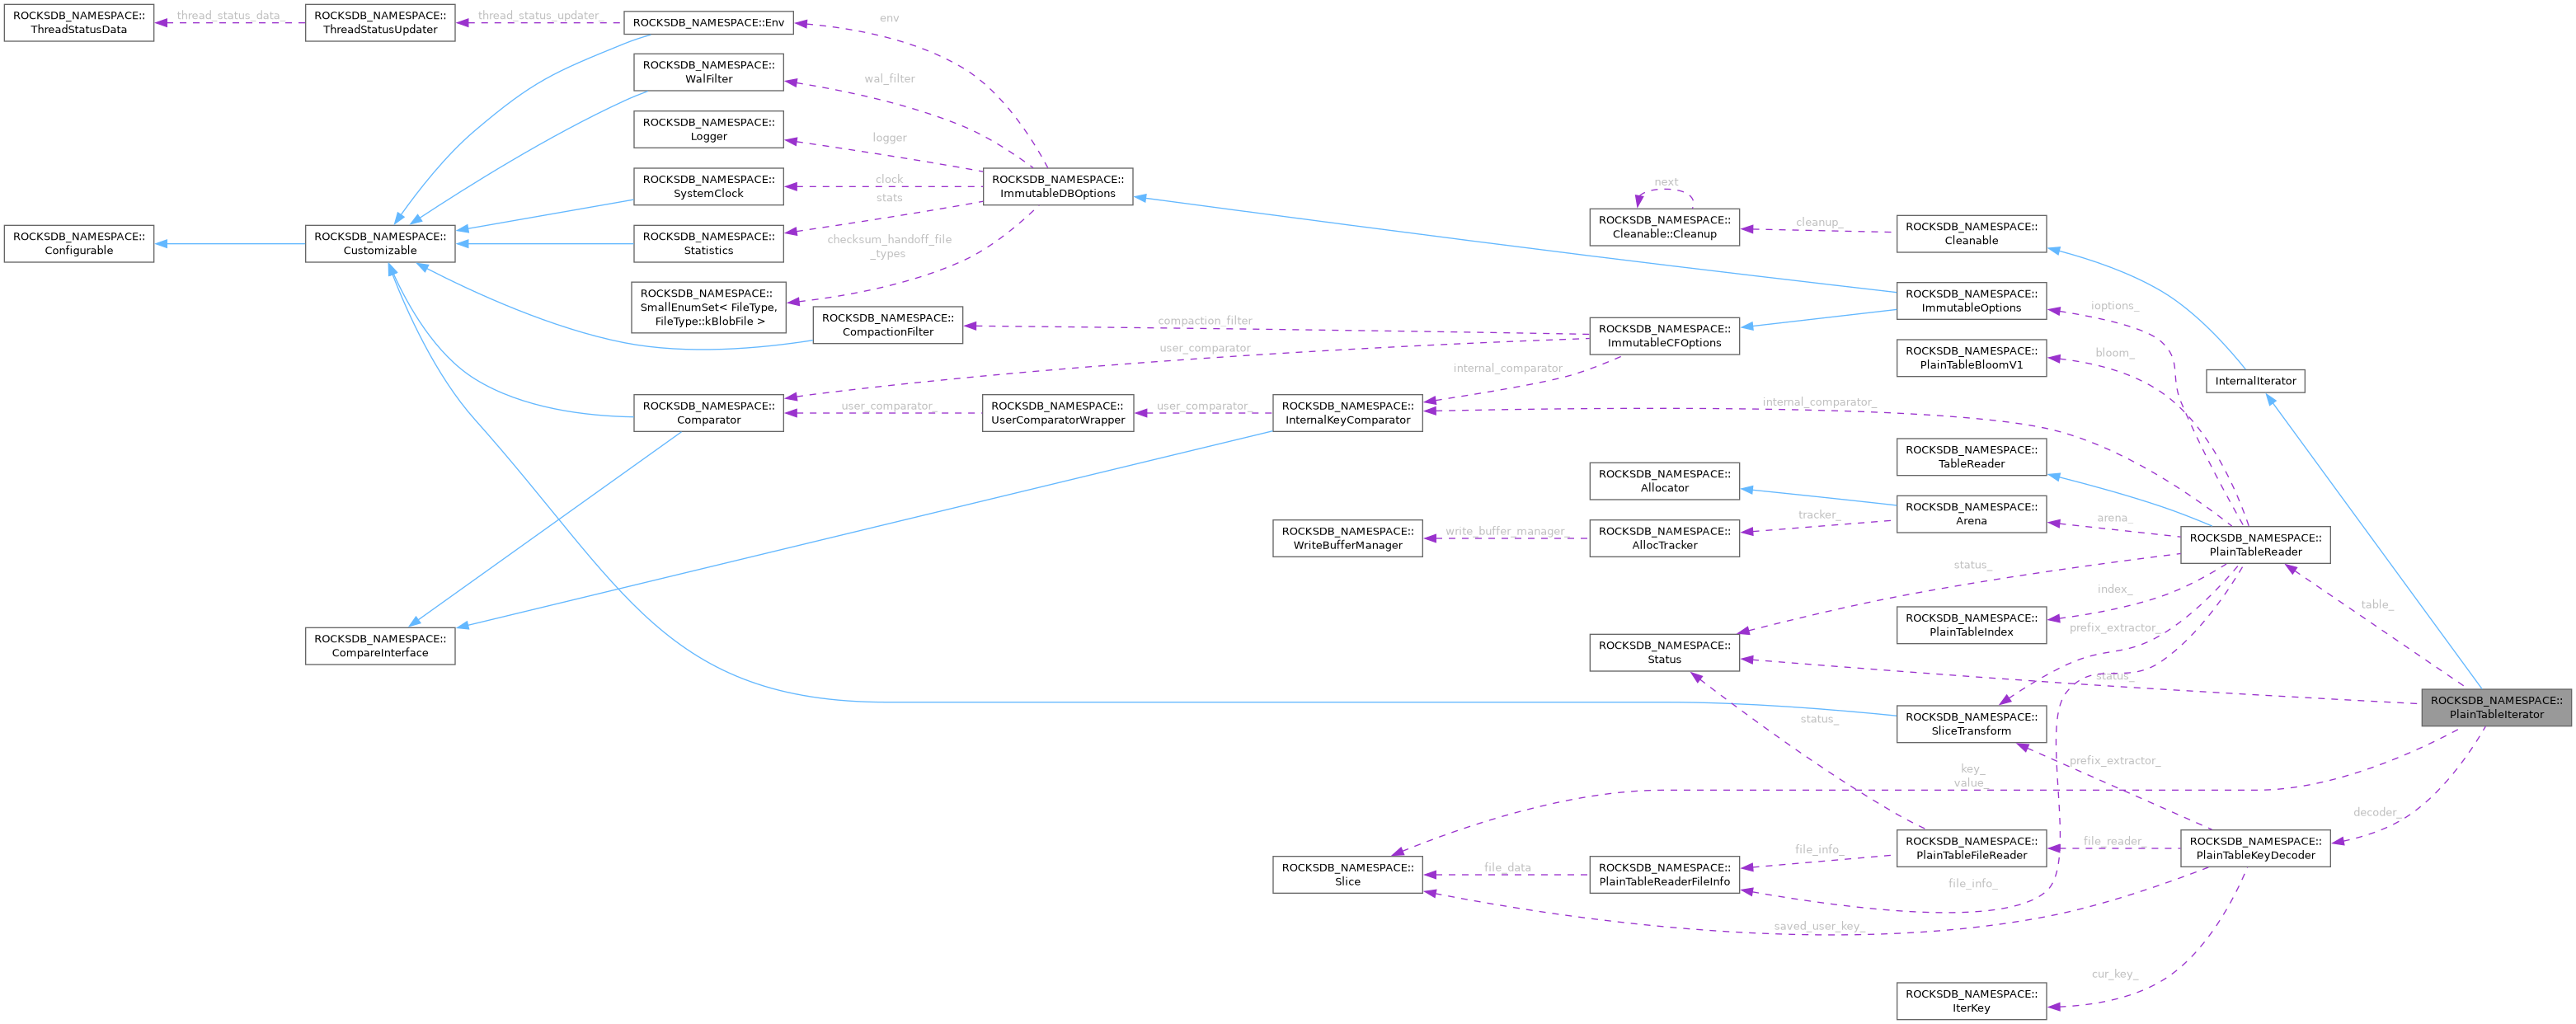 ROCKSDB_NAMESPACE::
ThreadStatusData
thread_status_data_
ROCKSDB_NAMESPACE::
ThreadStatusUpdater
thread_status_updater_
ROCKSDB_NAMESPACE::Env
env
ROCKSDB_NAMESPACE::
WalFilter
wal_filter
ROCKSDB_NAMESPACE::
Logger
logger
ROCKSDB_NAMESPACE::
SystemClock
clock
stats
ROCKSDB_NAMESPACE::
ImmutableDBOptions
ROCKSDB_NAMESPACE::
Configurable
ROCKSDB_NAMESPACE::
Customizable
ROCKSDB_NAMESPACE::
Statistics
checksum_handoff_file
_types
ROCKSDB_NAMESPACE::
SmallEnumSet< FileType,
FileType::kBlobFile >
ROCKSDB_NAMESPACE::
CompactionFilter
compaction_filter
user_comparator
internal_comparator
next
ROCKSDB_NAMESPACE::
Cleanable::Cleanup
cleanup_
ROCKSDB_NAMESPACE::
Cleanable
ROCKSDB_NAMESPACE::
ImmutableOptions
ioptions_
ROCKSDB_NAMESPACE::
ImmutableCFOptions
ROCKSDB_NAMESPACE::
PlainTableBloomV1
bloom_
InternalIterator
ROCKSDB_NAMESPACE::
Comparator
user_comparator_
ROCKSDB_NAMESPACE::
UserComparatorWrapper
user_comparator_
ROCKSDB_NAMESPACE::
InternalKeyComparator
internal_comparator_
ROCKSDB_NAMESPACE::
TableReader
ROCKSDB_NAMESPACE::
Allocator
ROCKSDB_NAMESPACE::
Arena
arena_
tracker_
ROCKSDB_NAMESPACE::
WriteBufferManager
write_buffer_manager_
ROCKSDB_NAMESPACE::
AllocTracker
ROCKSDB_NAMESPACE::
PlainTableReader
status_
index_
table_
ROCKSDB_NAMESPACE::
PlainTableIndex
prefix_extractor_
ROCKSDB_NAMESPACE::
CompareInterface
ROCKSDB_NAMESPACE::
Status
status_
ROCKSDB_NAMESPACE::
PlainTableIterator
ROCKSDB_NAMESPACE::
SliceTransform
status_
prefix_extractor_
key_
value_
decoder_
ROCKSDB_NAMESPACE::
PlainTableFileReader
file_reader_
ROCKSDB_NAMESPACE::
PlainTableKeyDecoder
file_info_
ROCKSDB_NAMESPACE::
Slice
file_data
ROCKSDB_NAMESPACE::
PlainTableReaderFileInfo
file_info_
saved_user_key_
cur_key_
ROCKSDB_NAMESPACE::
IterKey